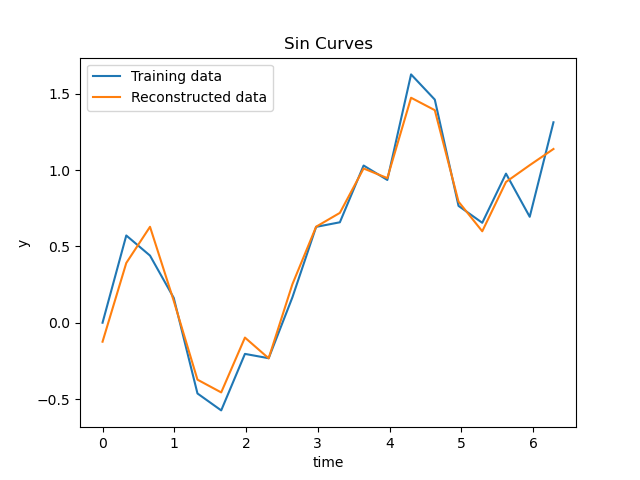 Sin Curves
Training data
Reconstructed data
1.5
1.0
0.5
0.0
−0.5
y
0 1 2 3 4 5 6
time